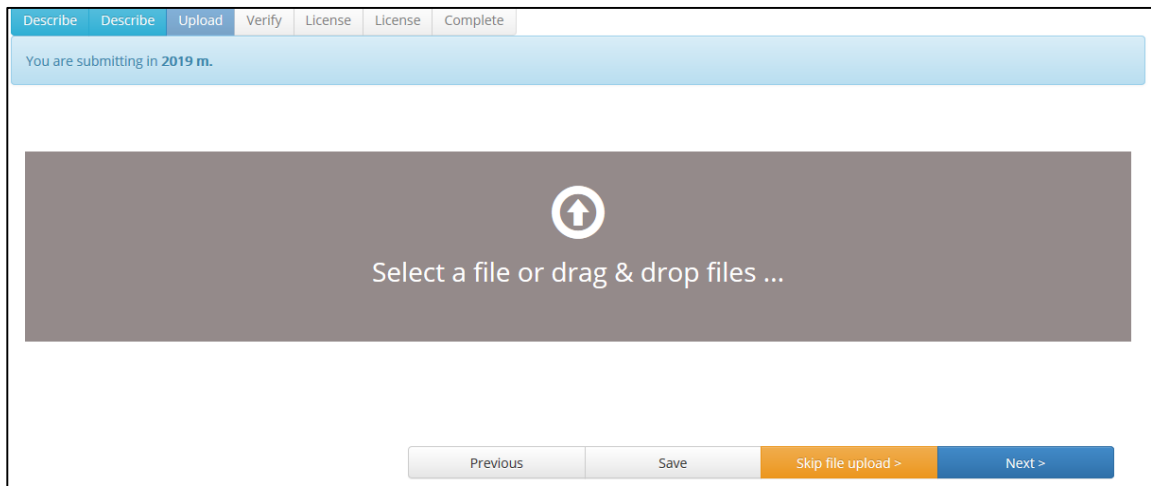 Describe Describe Upload Verify License License Complete
You are submitting in 2019 m.
Select a file or drag & drop files ...
Previous Save Skip file upload > Next >